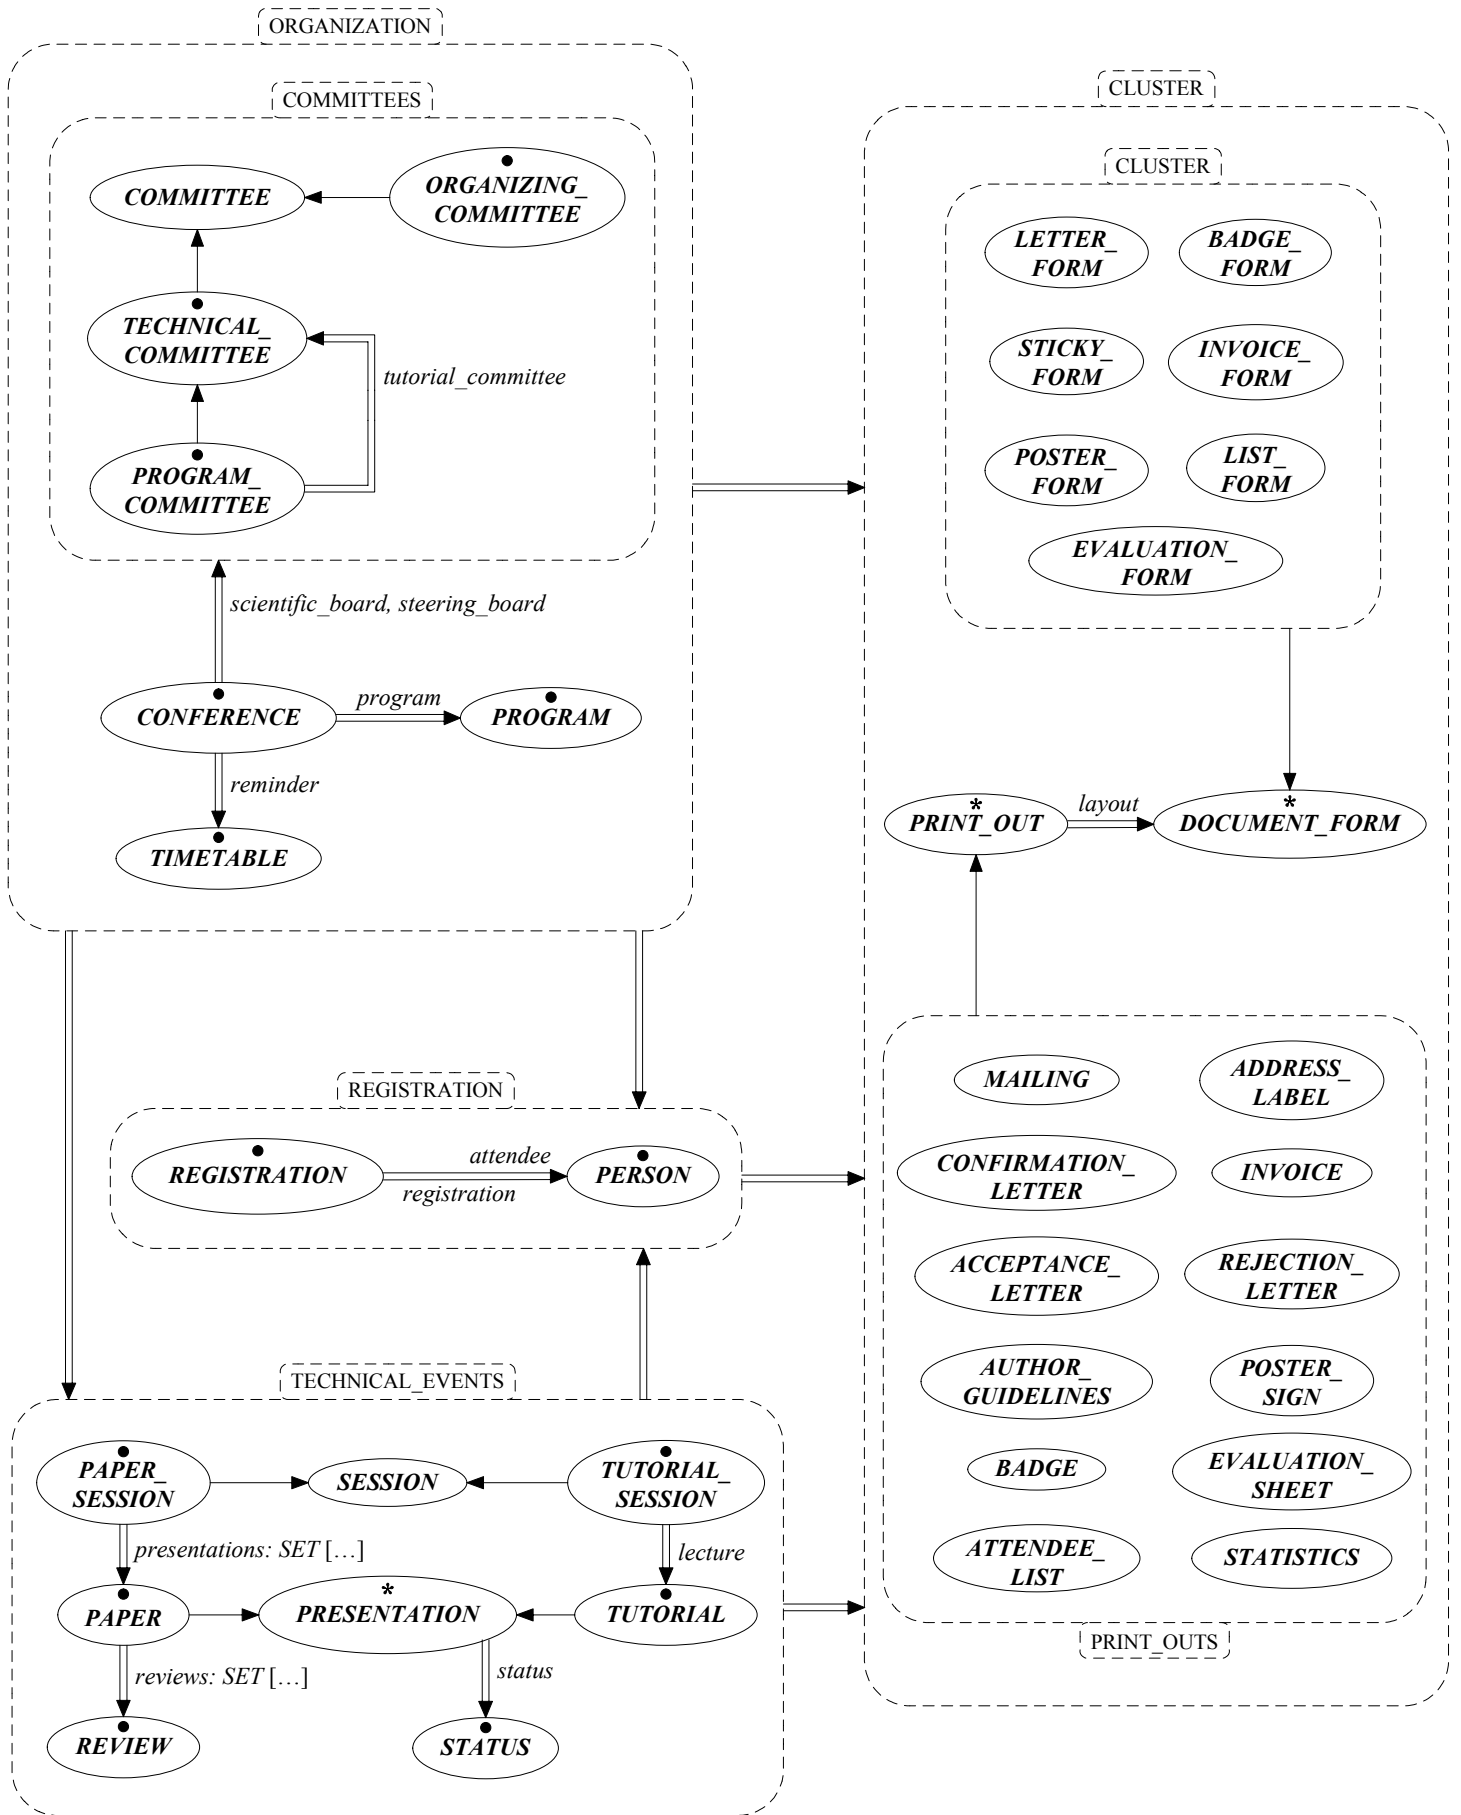 ORGANIZATION
COMMITTEES
COMMITTEE
ORGANIZING_
COMMITTEE
TECHNICAL_
COMMITTEE
tutorial_committee
PROGRAM_
COMMITTEE
scientific_board, steering_board
CONFERENCE
program
PROGRAM
reminder
TIMETABLE
CLUSTER
CLUSTER
LETTER_
FORM
BADGE_
FORM
STICKY_
FORM
INVOICE_
FORM
POSTER_
FORM
LIST_
FORM
EVALUATION_
FORM
*
PRINT_OUT
layout
*
DOCUMENT_FORM
REGISTRATION
REGISTRATION
attendee
registration
PERSON
MAILING
ADDRESS_
LABEL
CONFIRMATION_
LETTER
INVOICE
ACCEPTANCE_
LETTER
REJECTION_
LETTER
AUTHOR_
GUIDELINES
POSTER_
SIGN
BADGE
EVALUATION_
SHEET
ATTENDEE_
LIST
STATISTICS
PRINT_OUTS
TECHNICAL_EVENTS
PAPER_
SESSION
SESSION
TUTORIAL_
SESSION
presentations: SET […]
lecture
PAPER
*
PRESENTATION
TUTORIAL
reviews: SET […]
status
REVIEW
STATUS